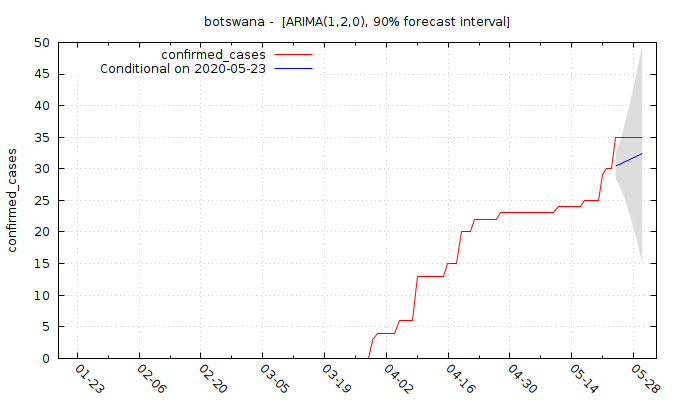 botswana - [ARIMA(1,2,0), 90% forecast interval]
confirmed_cases
Conditional on 2020-05-23
50
45
40
35
30
25
20
15
10
5
0
confirmed_cases
01-23 02-06 02-20 03-05 03-19 04-02 04-16 04-30 05-14 05-28